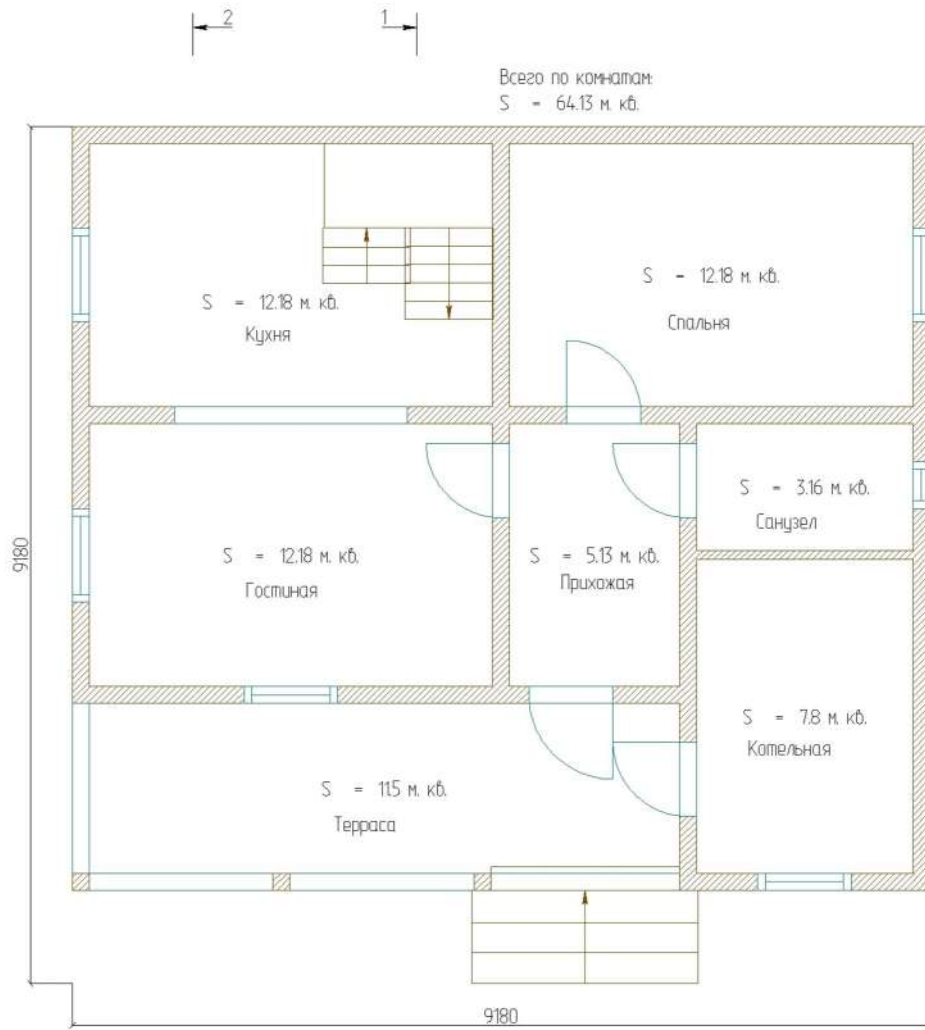 2 1
Всего по комнатам:
S = 64.13 м. кв.
S = 12.18 м. кв.
Кухня
S = 12.18 м. кв.
Спальня
S = 3.16 м. кв.
Санузел
S = 12.18 м. кв.
Гостиная
S = 5.13 м. кв.
Прихожая
9180
S = 7.8 м. кв.
Котельная
S = 11.5 м. кв.
Терраса
9180